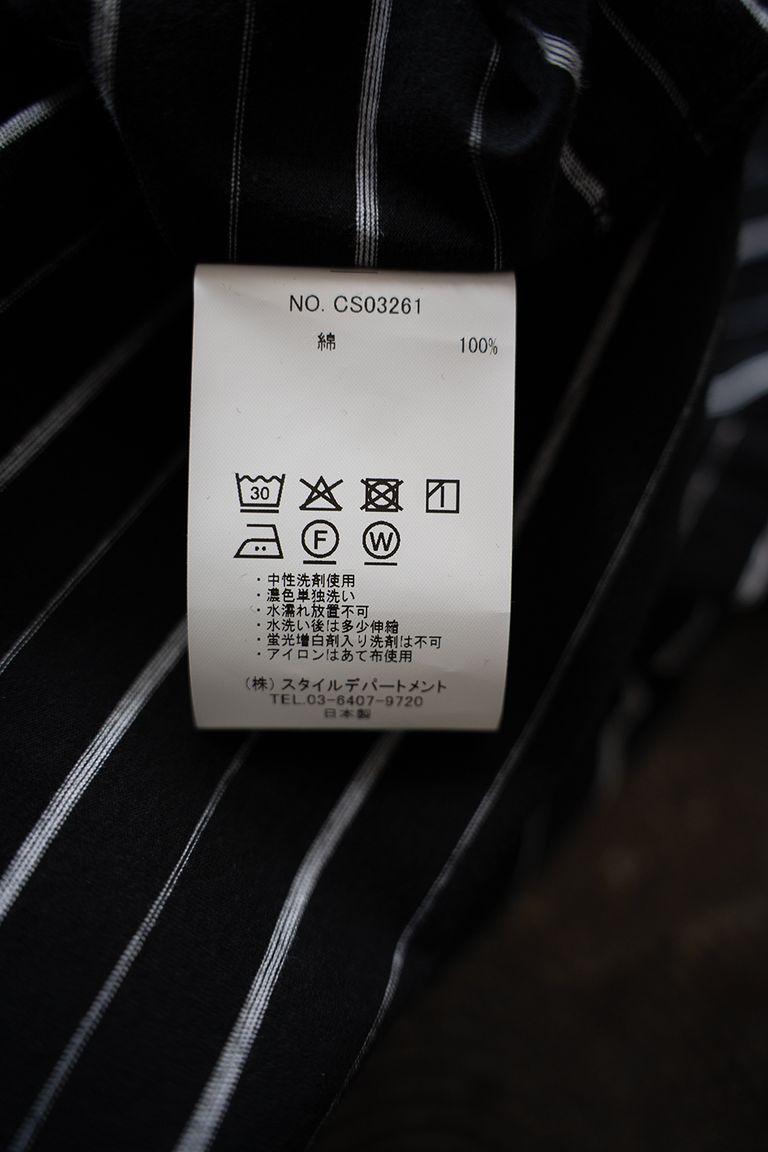 NO. CS03261
綿 100%
30
F W
・中性洗剤使用
・濃色単独洗い
・水濡れ放置不可
・水洗い後は多少伸縮
・蛍光増白剤入り洗剤は不可
・アイロンはあて布使用
(株)スタイルデパートメント
TEL.03-6407-9720
日本製